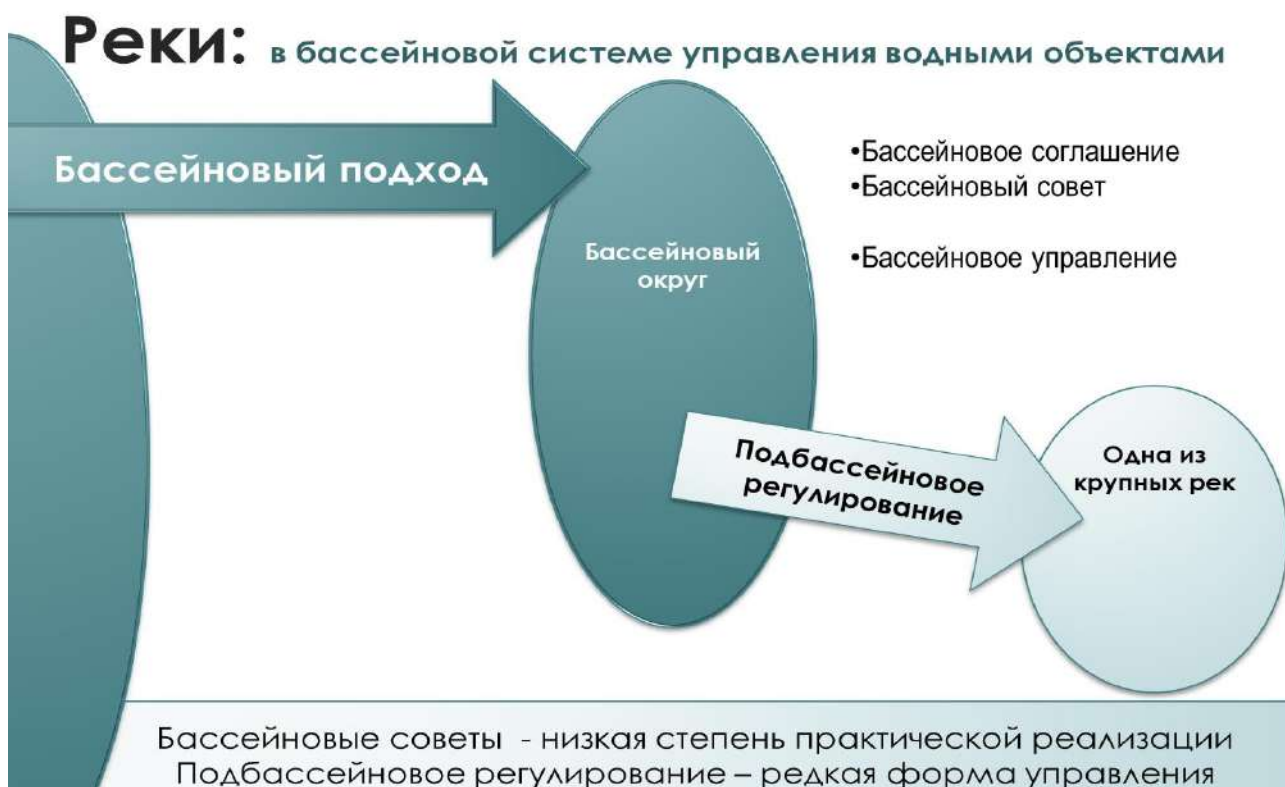 Реки: в бассейновой системе управления водными объектами
Бассейновый подход
Бассейновый
округ
•Бассейновое соглашение
•Бассейновый совет
•Бассейновое управление
Подбассейновое
регулирование
Одна из
крупных рек
Бассейновые советы - низкая степень практической реализации
Подбассейновое регулирование – редкая форма управления